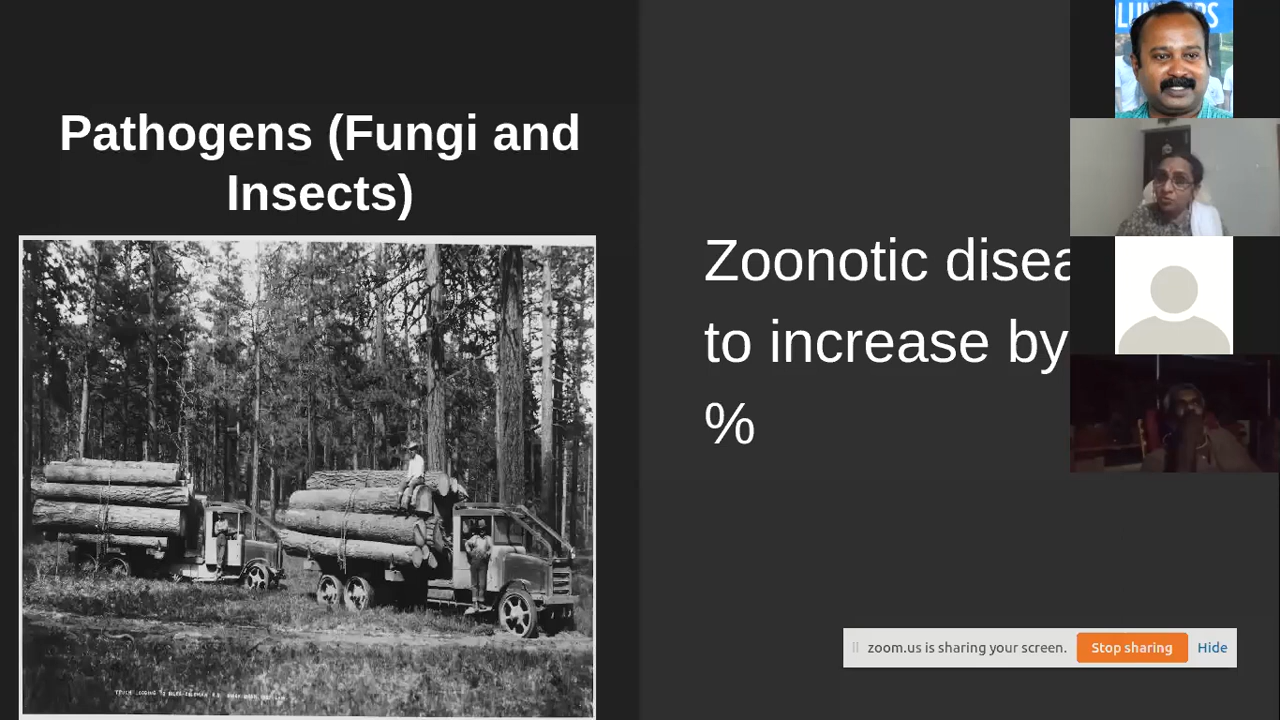 Pathogens (Fungi and
Insects)
Zoonotic disea
to increase by
%
zoom.us is sharing your screen.
Stop sharing
Hide